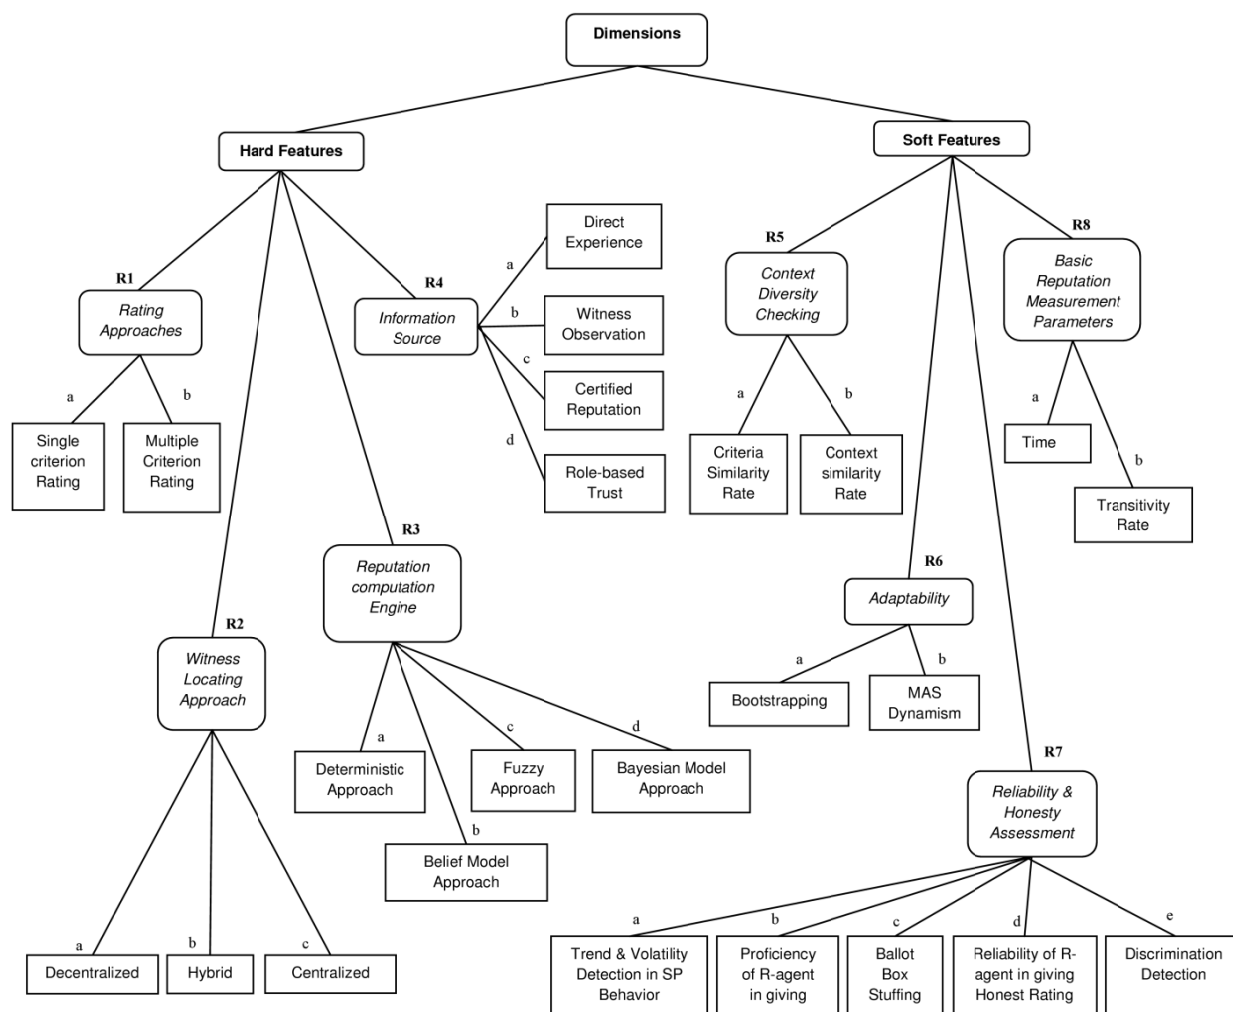 Dimensions
Hard Features
Soft Features
R1
Rating
Approaches
a
b
Single
criterion
Rating
Multiple
Criterion
Rating
R4
Information
Source
a
b
c
d
Direct
Experience
Witness
Observation
Certified
Reputation
Role-based
Trust
R5
Context
Diversity
Checking
a
b
Criteria
Similarity
Rate
Context
similarity
Rate
R8
Basic
Reputation
Measurement
Parameters
a
b
Time
Transitivity
Rate
R3
Reputation
computation
Engine
a
b
c
d
Deterministic
Approach
Belief Model
Approach
Fuzzy
Approach
Bayesian Model
Approach
R2
Witness
Locating
Approach
a
b
c
Decentralized
Hybrid
Centralized
R6
Adaptability
a
b
Bootstrapping
MAS
Dynamism
R7
Reliability &
Honesty
Assessment
a
b
c
d
e
Trend & Volatility
Detection in SP
Behavior
Proficiency
of R-agent
in giving
Ballot
Box
Stuffing
Reliability of R-
agent in giving
Honest Rating
Discrimination
Detection